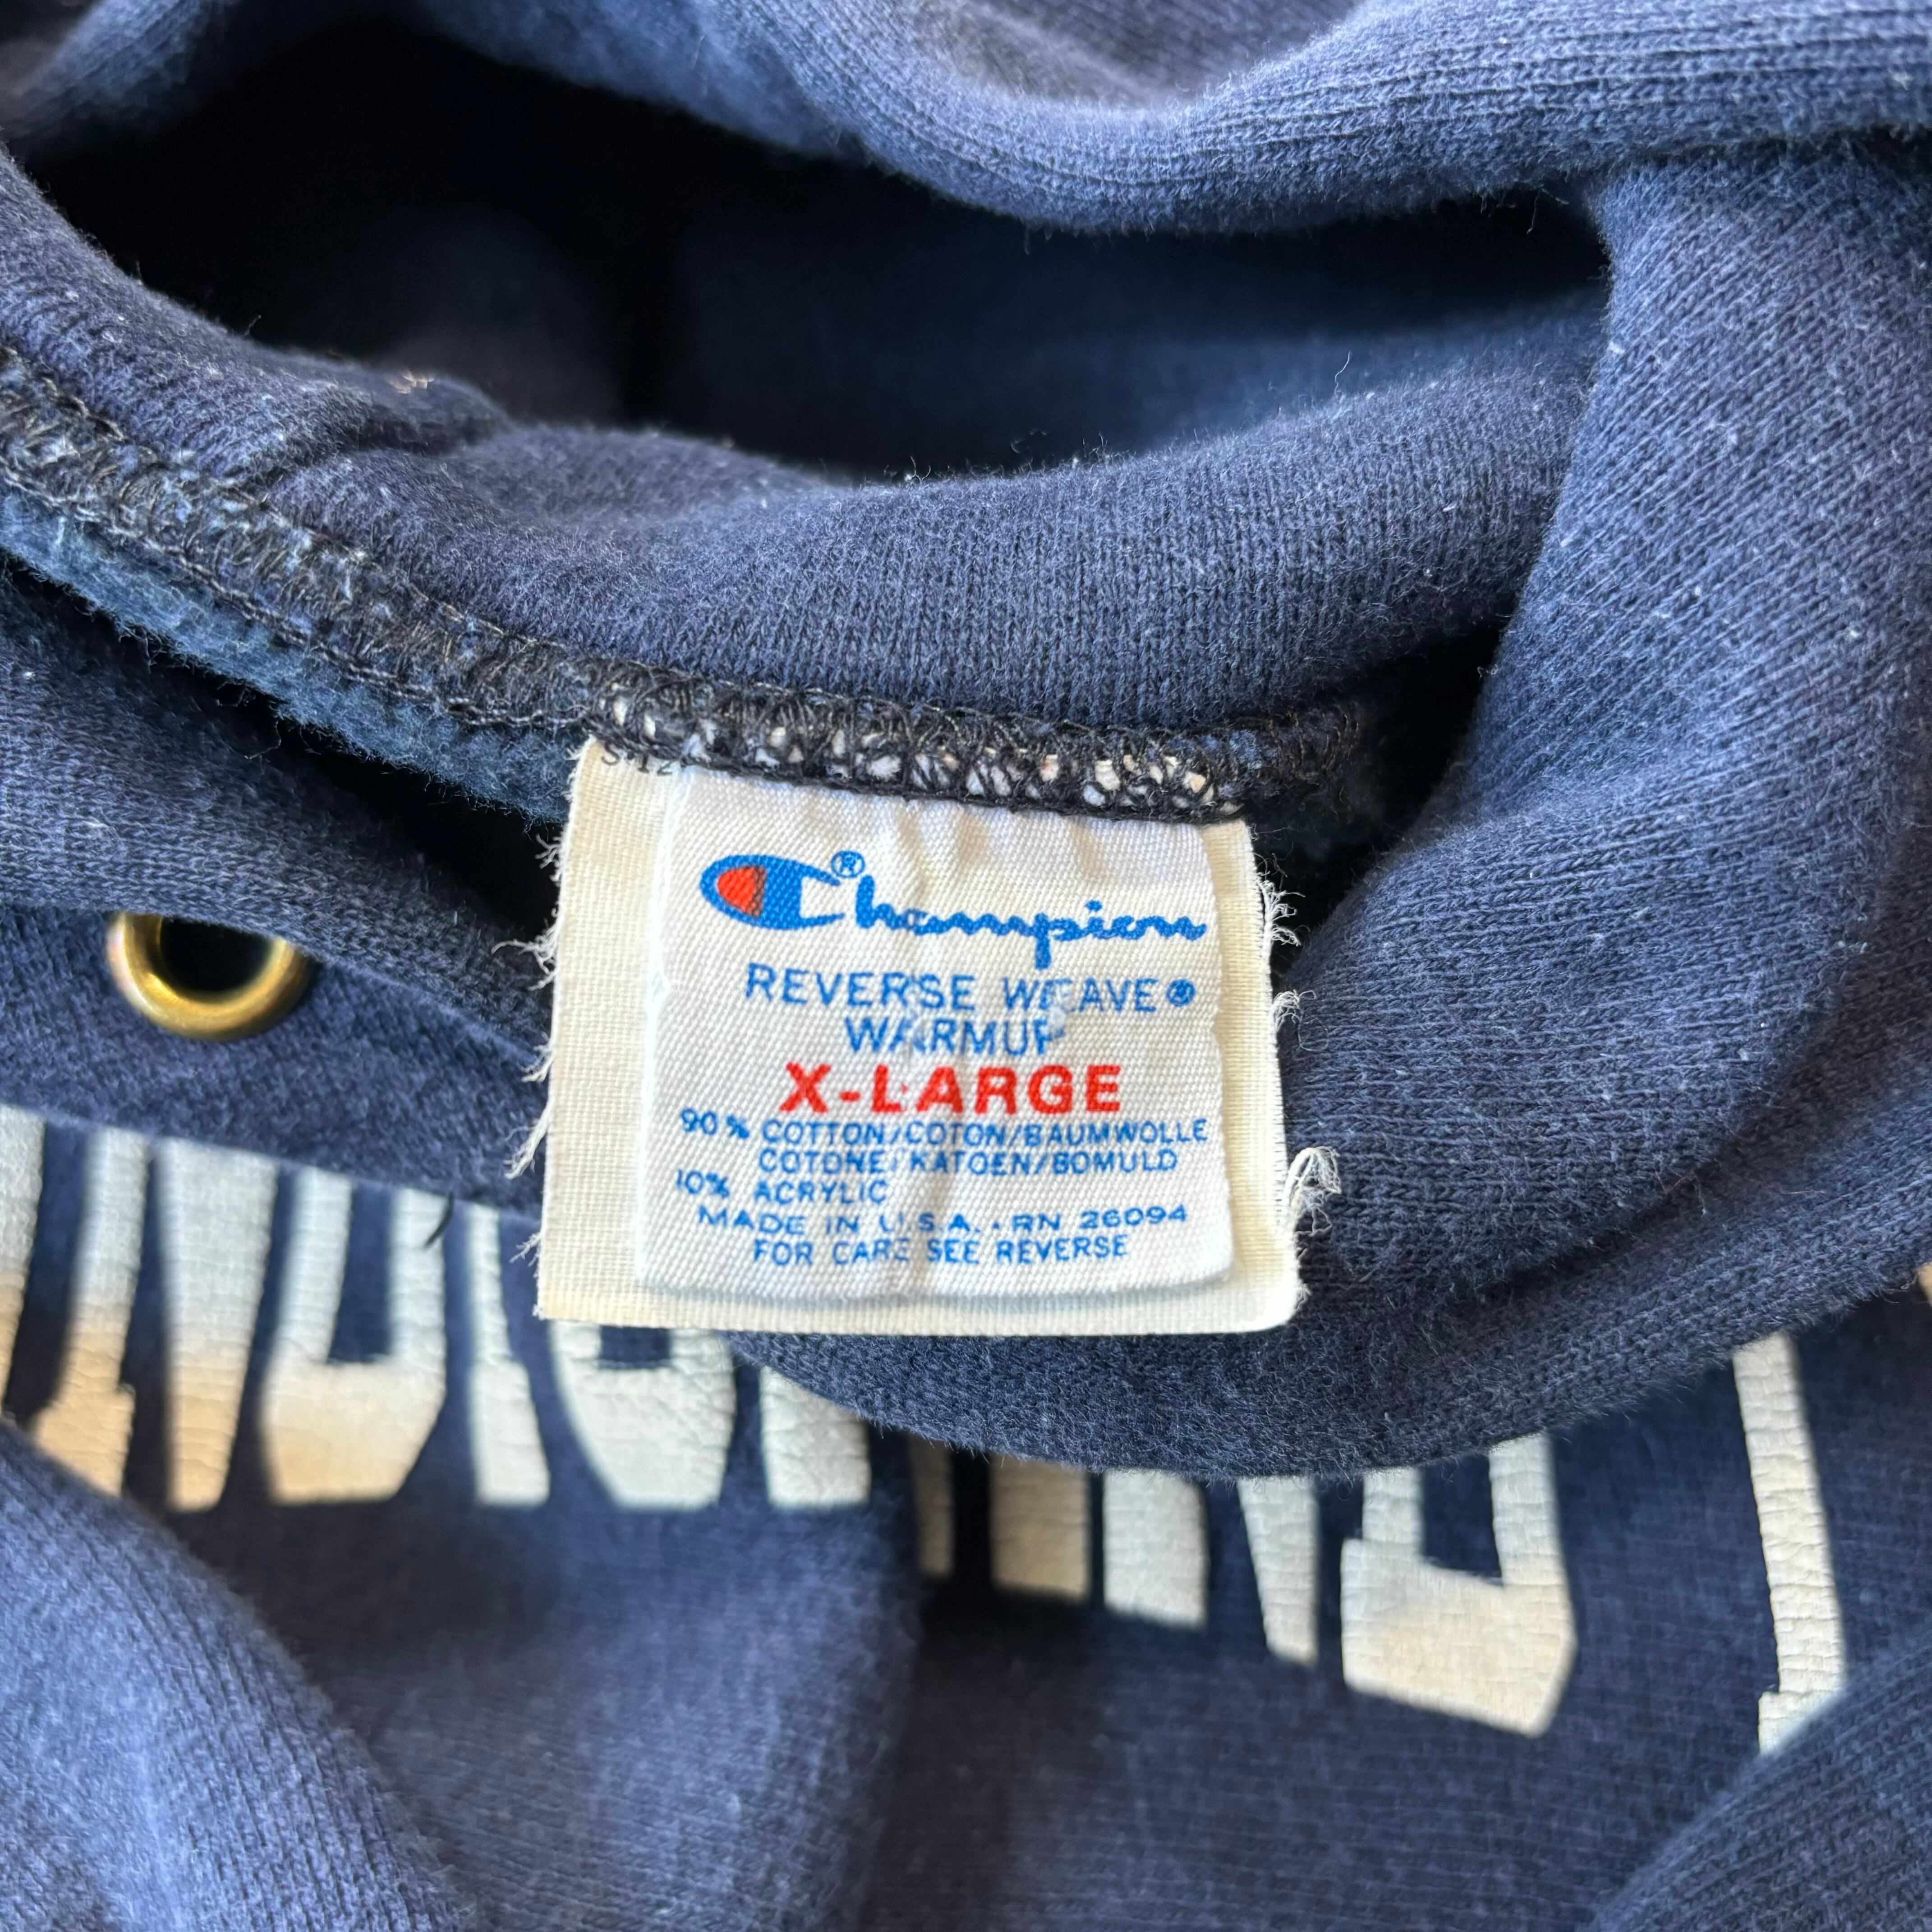 Champion®
REVERSE WEAVE®
WARMUP
X-LARGE
90% COTTON/COTON/BAUMWOLLE
COTONE/KATOEN/BOMULD
10% ACRYLIC
MADE IN U.S.A. - RN 26094
FOR CARE SEE REVERSE